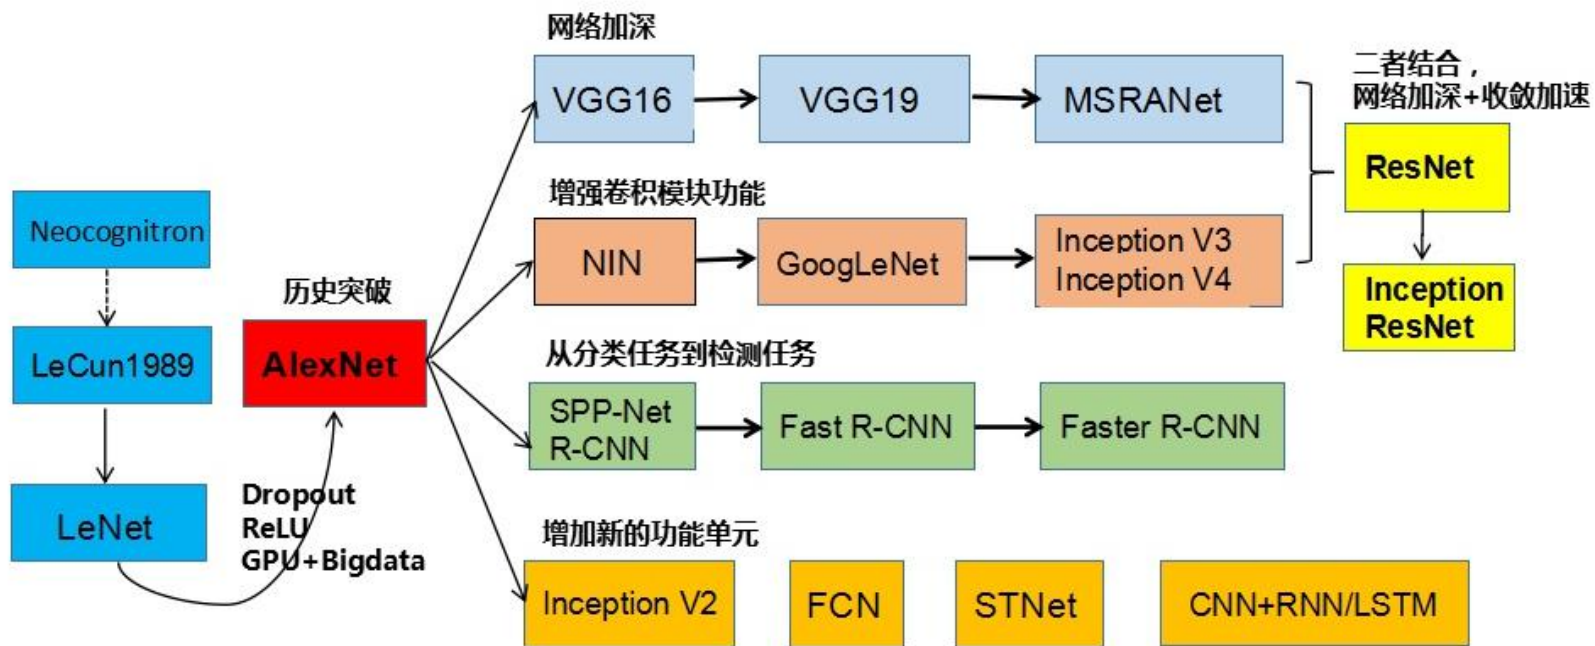 Neocognitron
LeCun1989
LeNet
Dropout
ReLU
GPU+Bigdata
历史突破
AlexNet
网络加深
VGG16
VGG19
MSRANet
增强卷积模块功能
NIN
GoogLeNet
Inception V3
Inception V4
二者结合，
网络加深+收敛加速
ResNet
Inception
ResNet
从分类任务到检测任务
SPP-Net
R-CNN
Fast R-CNN
Faster R-CNN
增加新的功能单元
Inception V2
FCN
STNet
CNN+RNN/LSTM